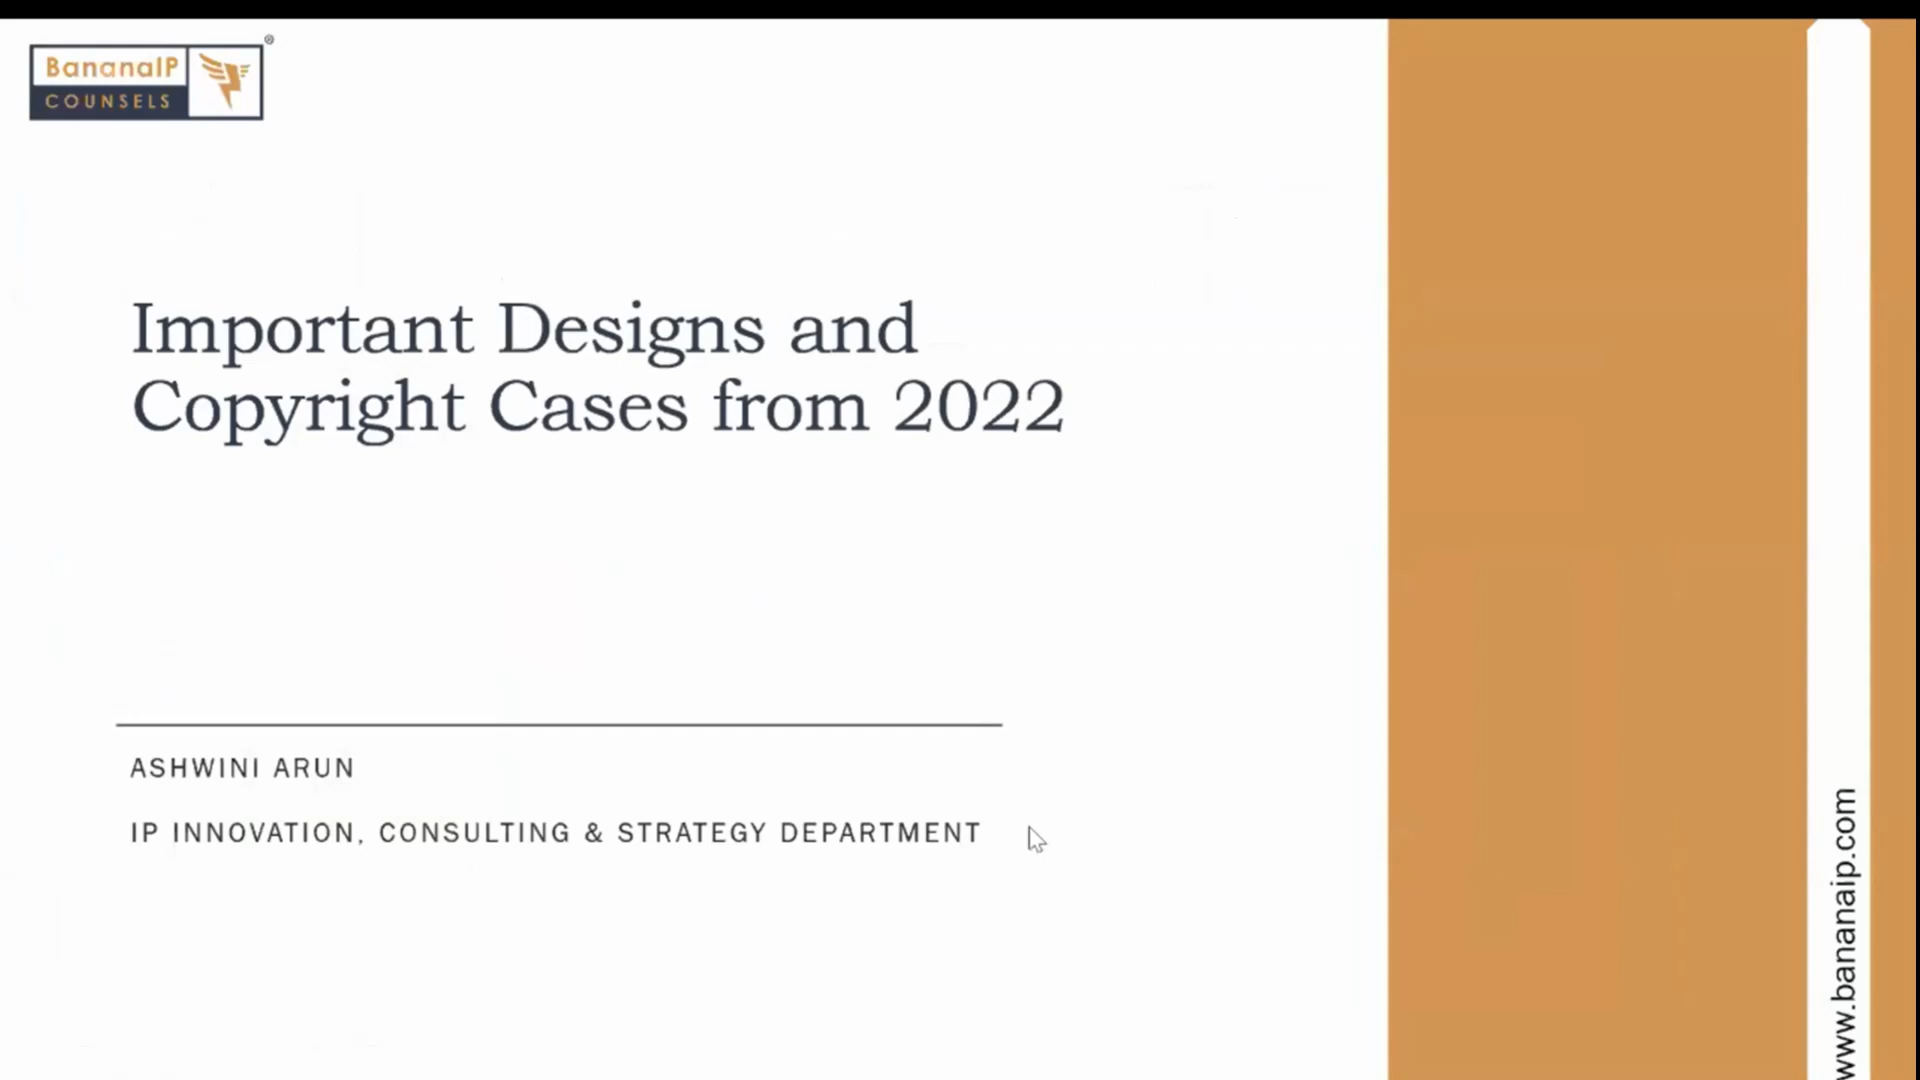 BananaIP
COUNSELS
®
Important Designs and
Copyright Cases from 2022
ASHWINI ARUN
IP INNOVATION, CONSULTING & STRATEGY DEPARTMENT
www.bananaip.com